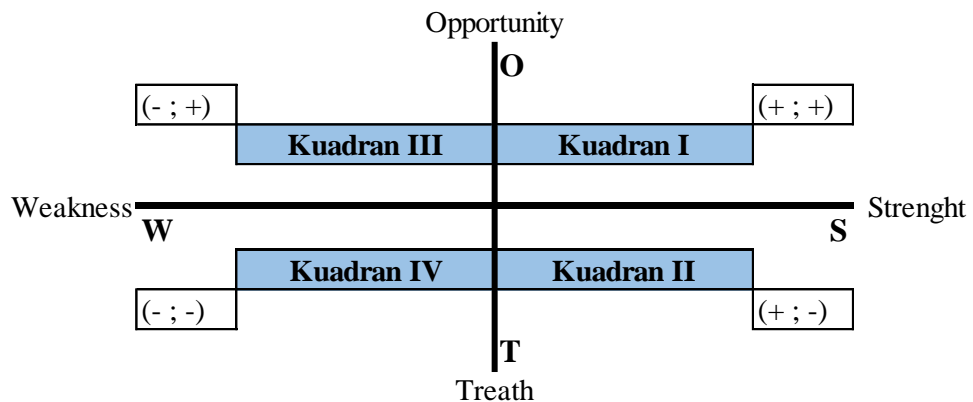 Opportunity
O
(- ; +)
(+ ; +)
Kuadran III
Kuadran I
Weakness
Strenght
W
S
Kuadran IV
Kuadran II
(- ; -)
(+ ; -)
T
Treath